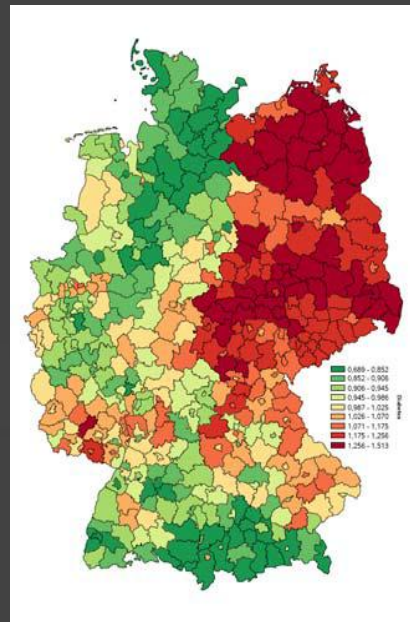 0,689 - 0,852
0,852 - 0,906
0,906 - 0,945
0,945 - 0,986
0,987 - 1,025
1,026 - 1,070
1,071 - 1,175
1,175 - 1,256
1,256 - 1,513
Diabetes